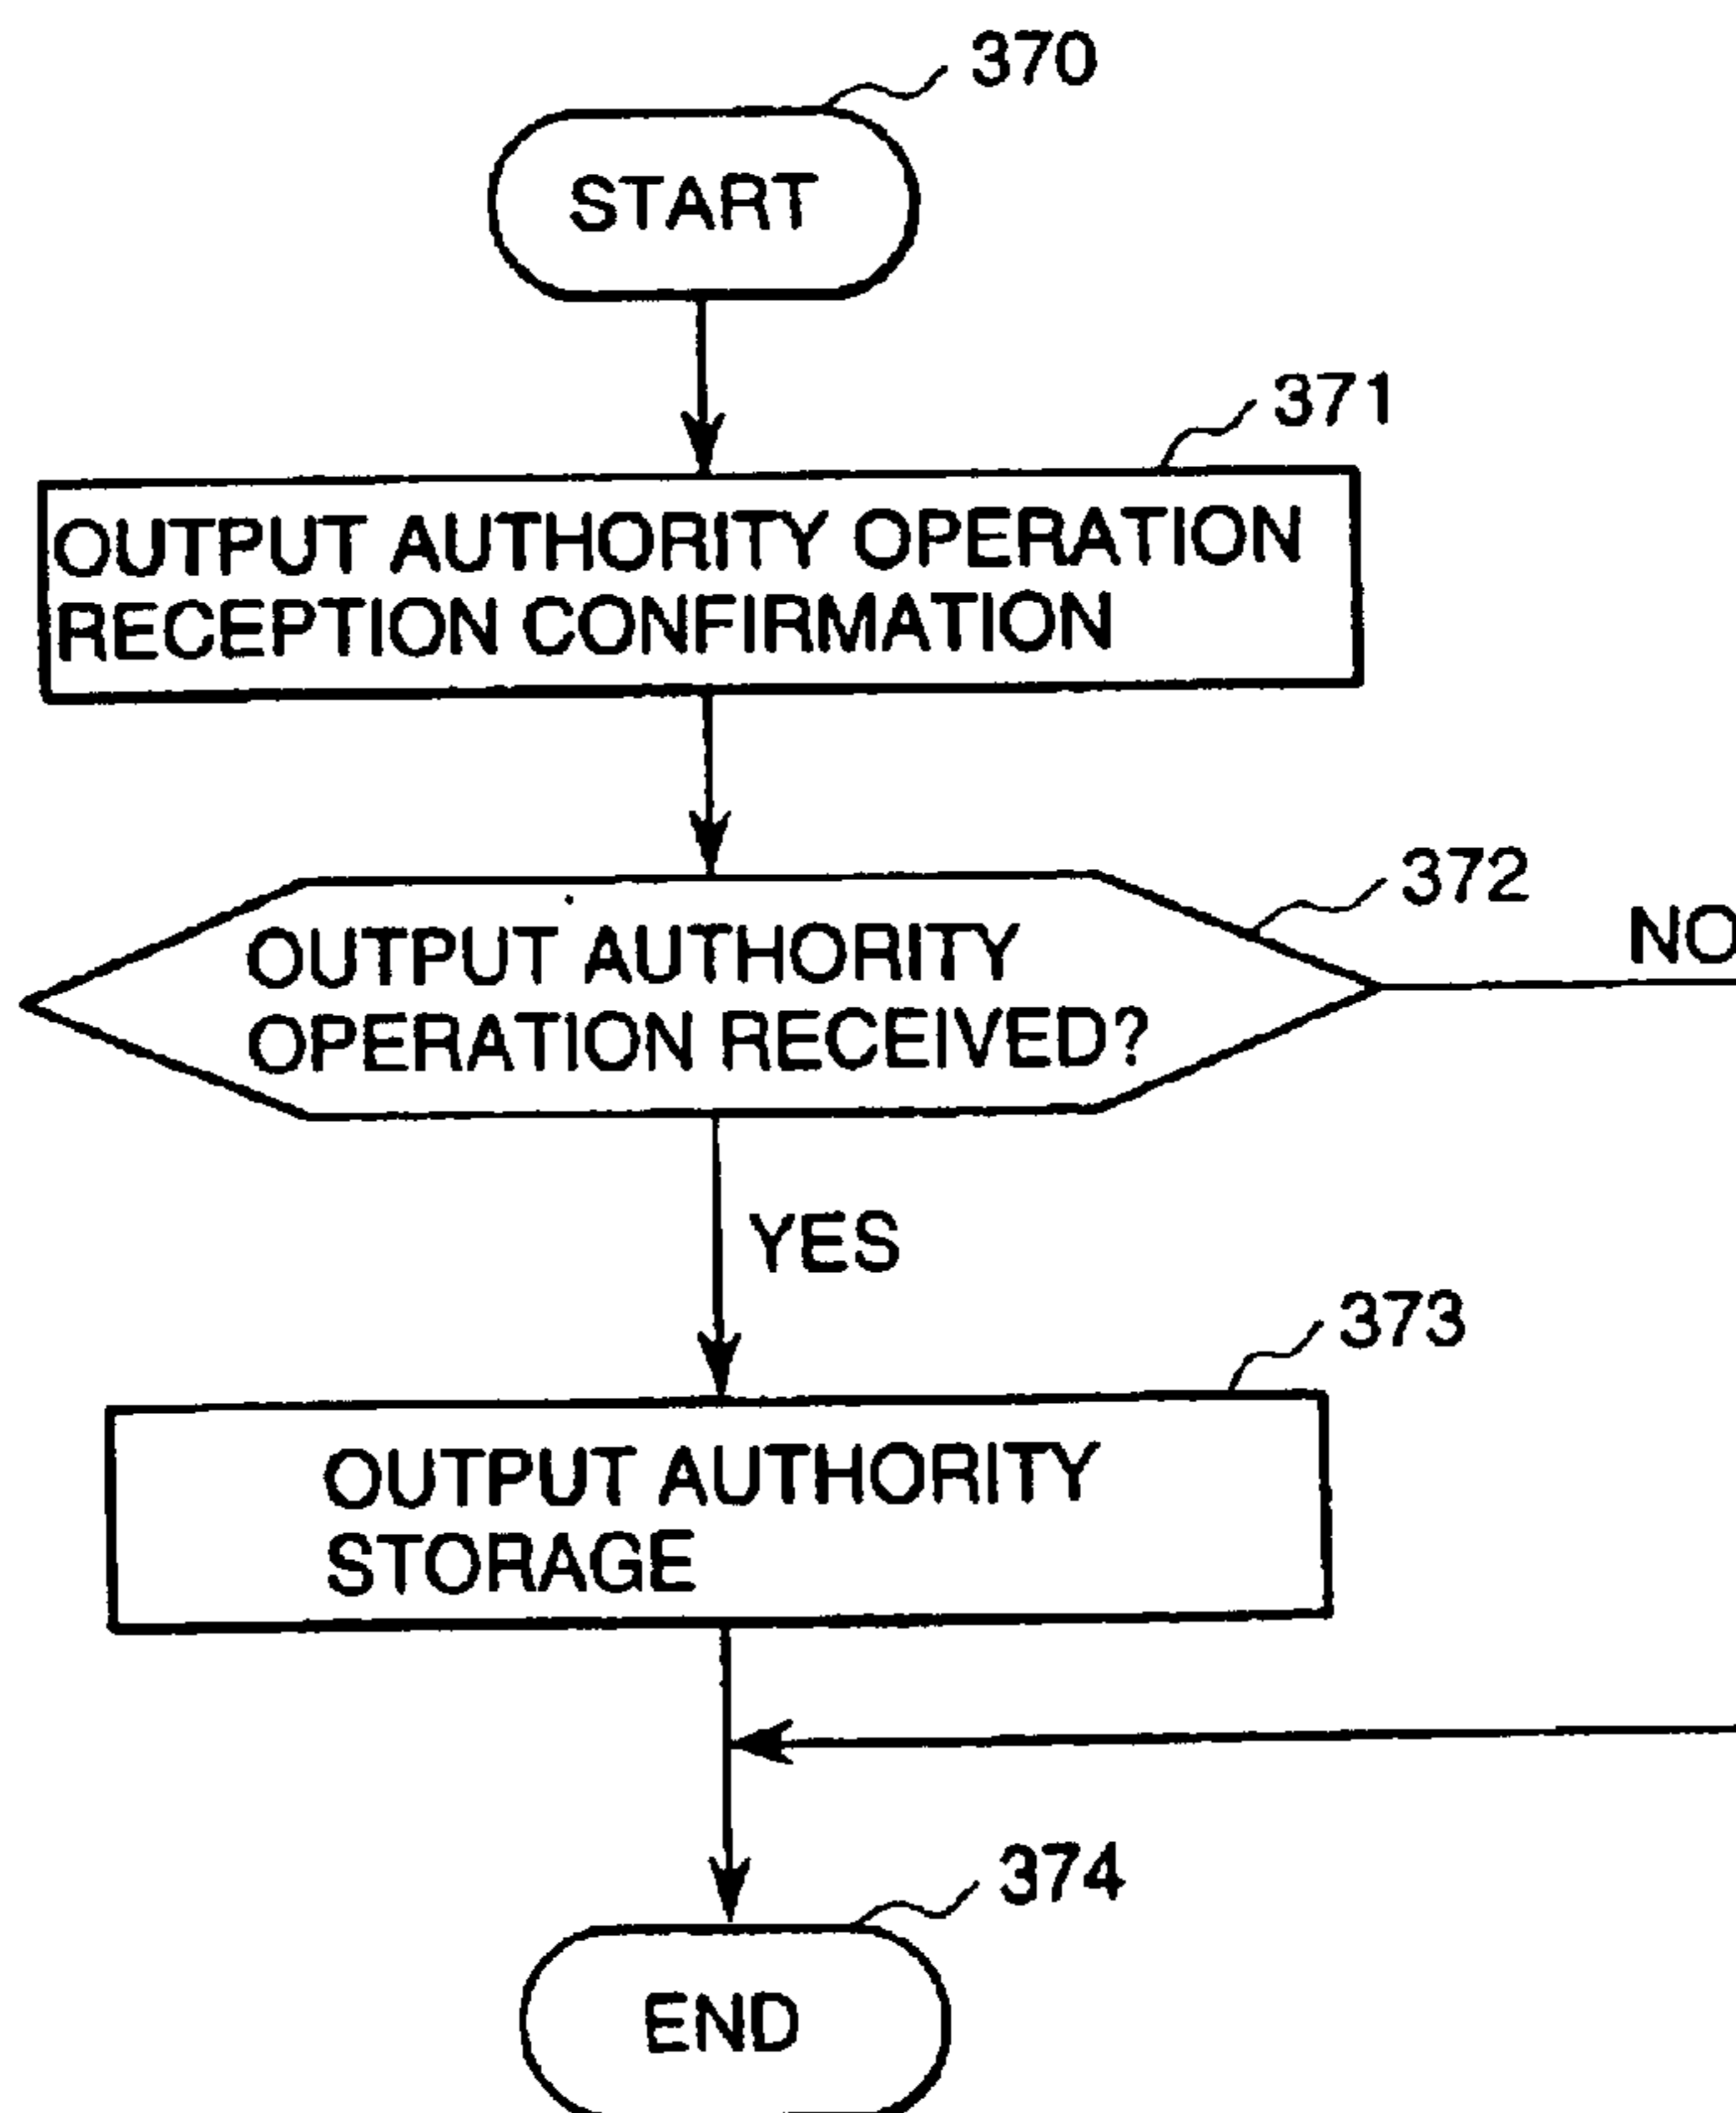 370
START
371
OUTPUT AUTHORITY OPERATION
RECEPTION CONFIRMATION
372
NO
OUTPUT AUTHORITY
OPERATION RECEIVED?
YES
373
OUTPUT AUTHORITY
STORAGE
374
END